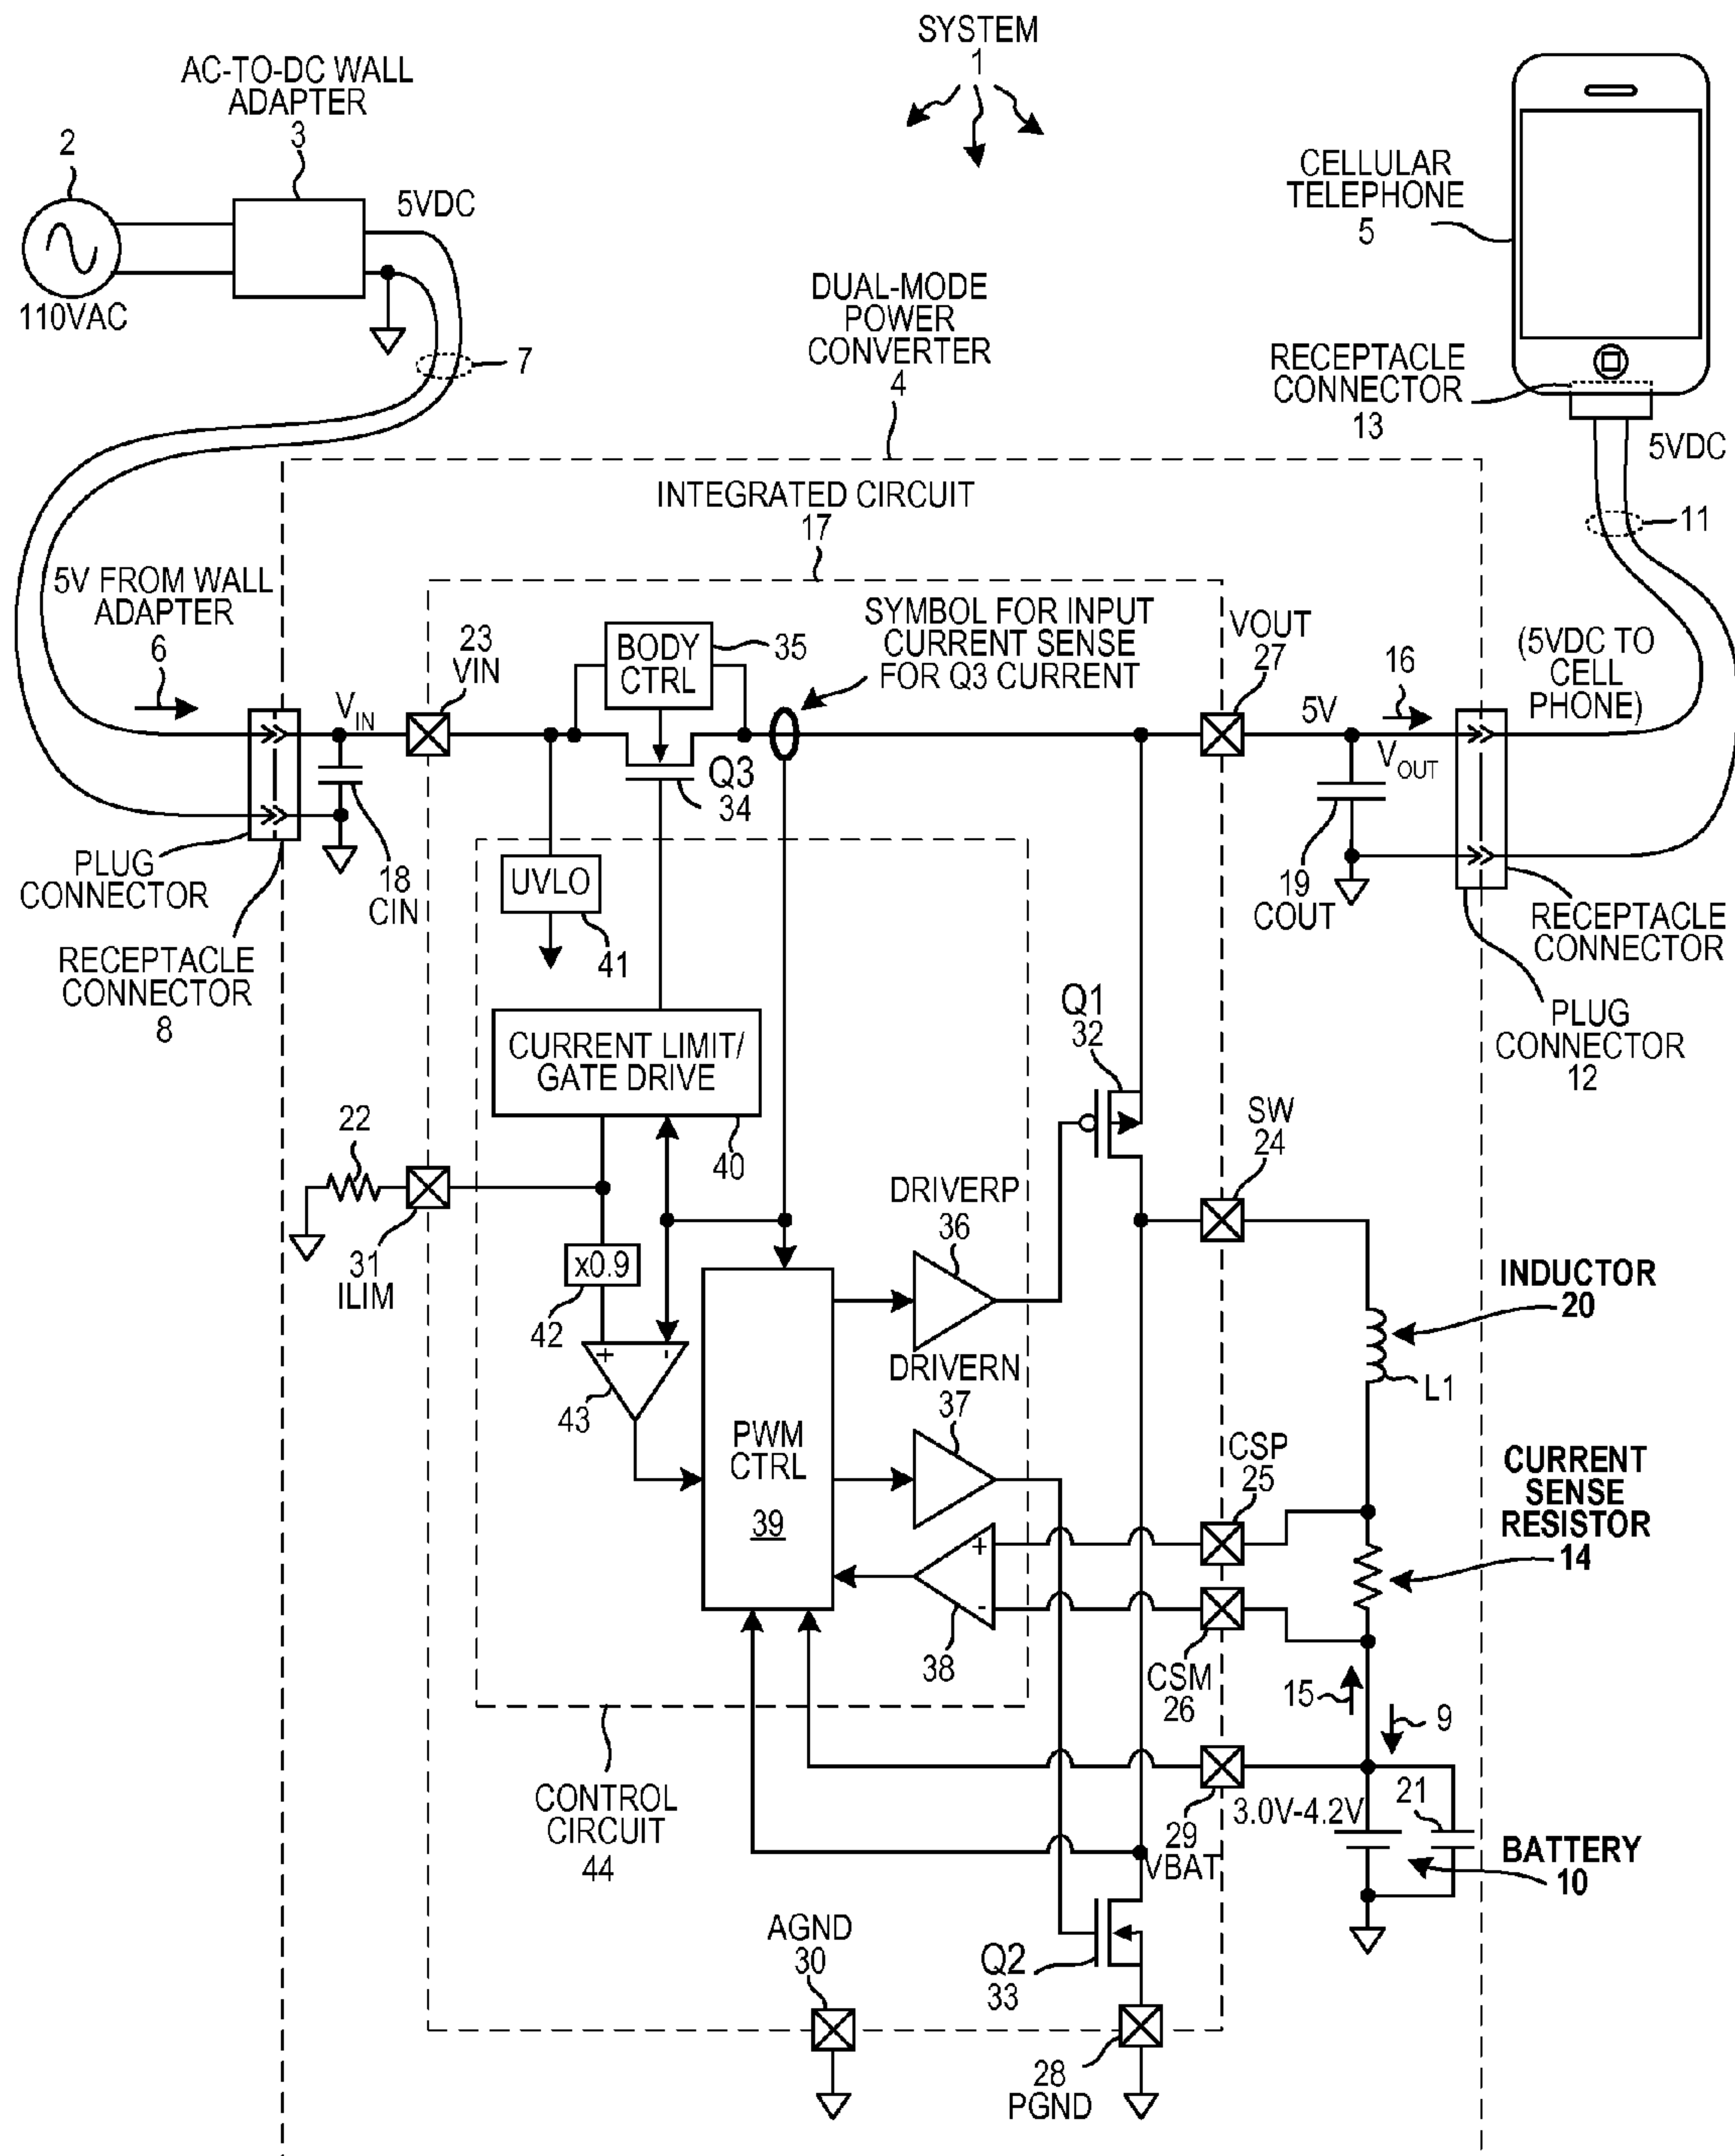 SYSTEM
1
AC-TO-DC WALL
ADAPTER
3
2
5VDC
110VAC
7
CELLULAR
TELEPHONE
5
DUAL-MODE
POWER
CONVERTER
4
RECEPTACLE
CONNECTOR
13
5VDC
11
INTEGRATED CIRCUIT
17
5V FROM WALL
ADAPTER
6
23
VIN
BODY
CTRL
35
SYMBOL FOR INPUT
CURRENT SENSE
FOR Q3 CURRENT
VOUT
27
5V
16
(5VDC TO
CELL
PHONE)
VIN
VOUT
Q3
34
PLUG
CONNECTOR
18
CIN
UVLO
41
19
COUT
RECEPTACLE
CONNECTOR
RECEPTACLE
CONNECTOR
8
PLUG
CONNECTOR
12
Q1
32
CURRENT LIMIT/
GATE DRIVE
40
22
31
ILIM
SW
24
DRIVERP
36
x0.9
42
+ -
43
INDUCTOR
20
L1
DRIVERN
37
PWM
CTRL
39
CSP
25
CURRENT
SENSE
RESISTOR
14
+
-
38
CSM
26
15
9
CONTROL
CIRCUIT
44
29
VBAT
3.0V-4.2V
21
BATTERY
10
AGND
30
Q2
33
28
PGND